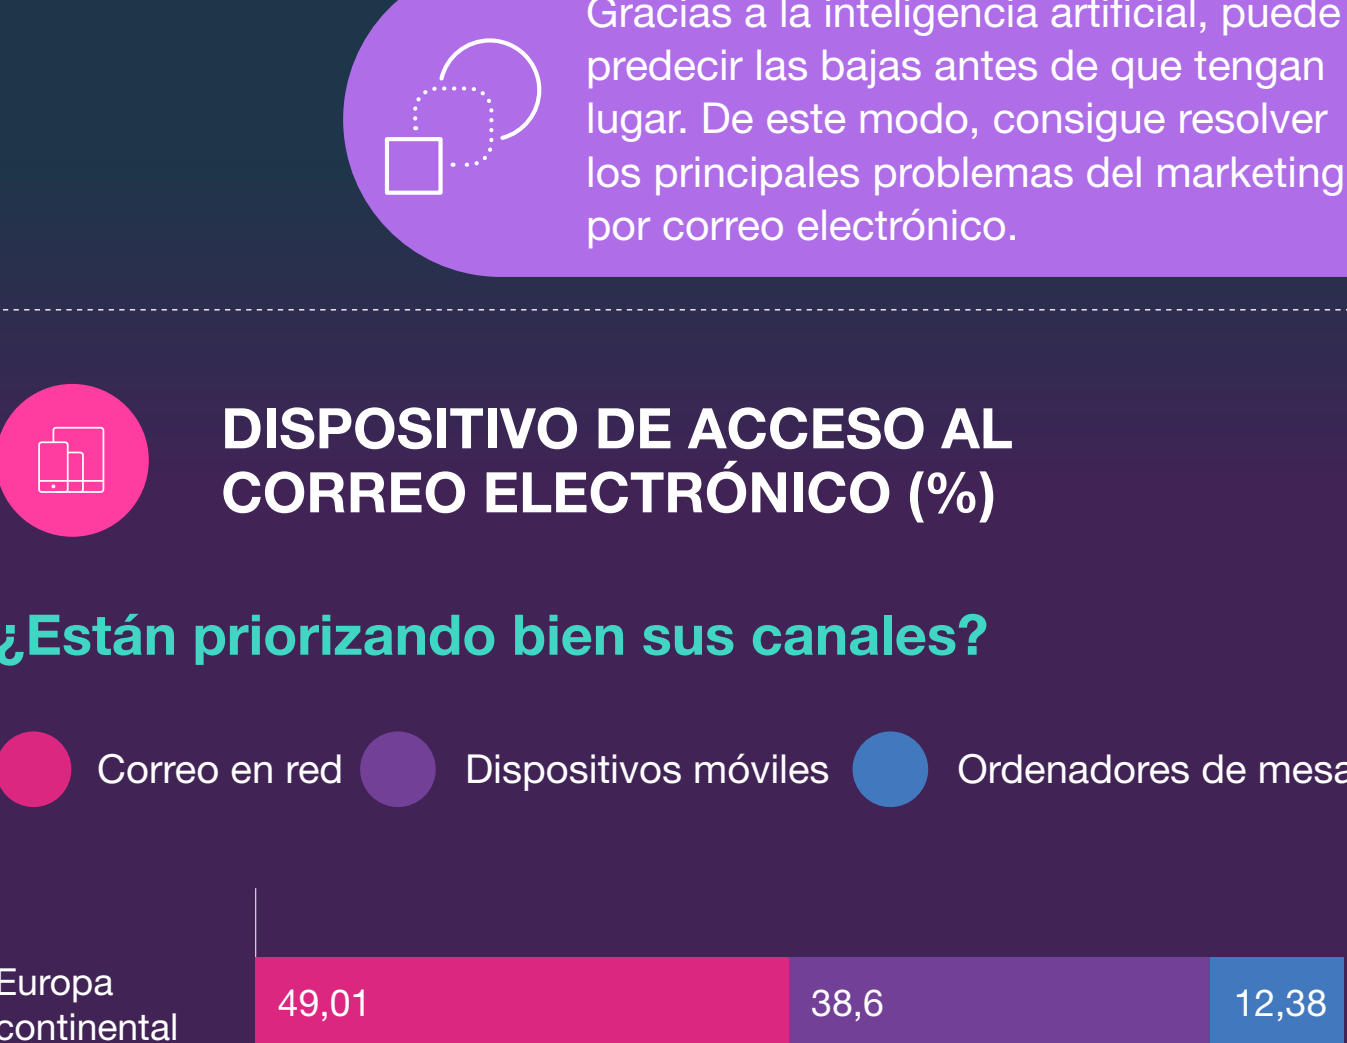 Gracias a la inteligencia artificial, puede
predecir las bajas antes de que tengan
lugar. De este modo, consigue resolver
los principales problemas del marketing
por correo electrónico.
DISPOSITIVO DE ACCESO AL
CORREO ELECTRÓNICO (%)
¿Están priorizando bien sus canales?
Correo en red Dispositivos móviles Ordenadores de mesa
Europa
continental
49,01 38,6 12,38